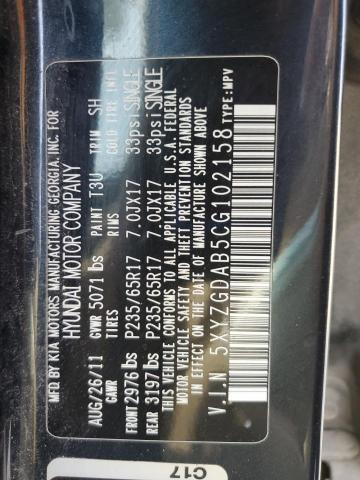 MFD BY KIA MOTORS MANUFACTURING GEORGIA, INC. FOR
HYUNDAI MOTOR COMPANY
AUG/26/11 GVWR 5071 lbs PAINT T3U TRIM SH
GAWR TIRES RIMS COLD TIRE INFL
FRONT 2976 lbs P235/65R17 7.0JX17 33psi SINGLE
REAR 3197 lbs P235/65R17 7.0JX17 33psi SINGLE
THIS VEHICLE CONFORMS TO ALL APPLICABLE U.S.A. FEDERAL
MOTOR VEHICLE SAFETY AND THEFT PREVENTION STANDARDS
IN EFFECT ON THE DATE OF MANUFACTURE SHOWN ABOVE
V.I.N 5XYZGDAB5CG102158 TYPE:MPV
C17